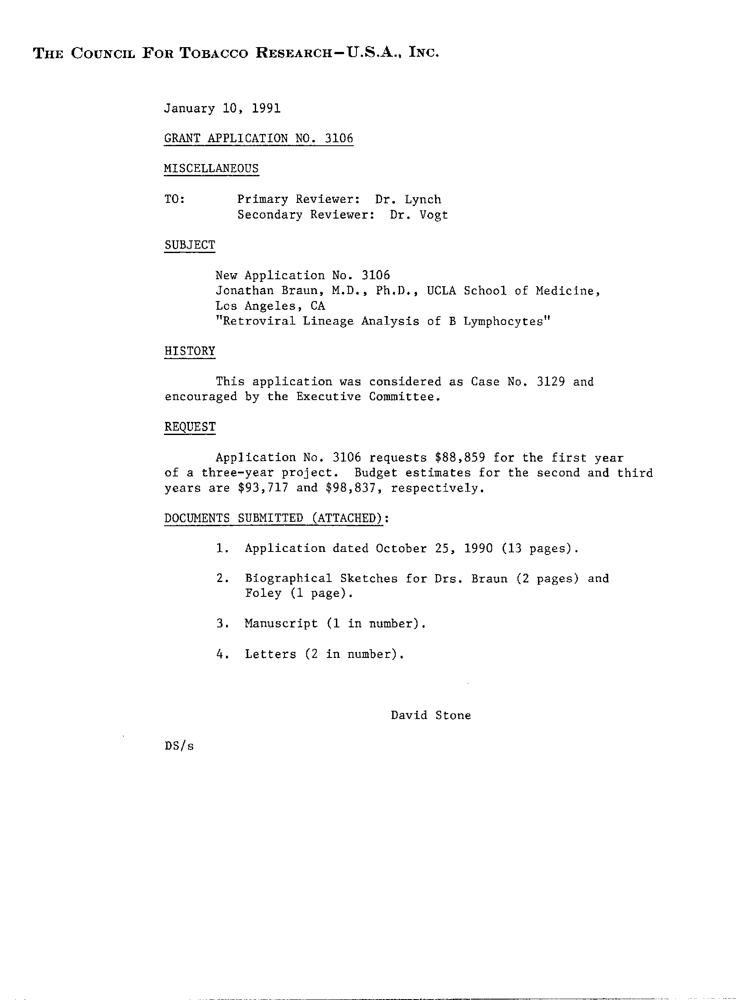 THE COUNCIL FOR TOBACCO RESEARCH—U.S.A., INC.
January 10, 1991
GRANT APPLICATION NO. 3106
MISCELLANEOUS
TO: Primary Reviewer: Dr. Lynch
Secondary Reviewer: Dr. Vogt
SUBJECT
New Application No. 3106
Jonathan Braun, M.D., Ph.D., UCLA School of Medicine,
Los Angeles, CA
"Retroviral Lineage Analysis of B Lymphocytes"
HISTORY
This application was considered as Case No. 3129 and
encouraged by the Executive Committee.
REQUEST
Application No. 3106 requests $88,859 for the first year
of a three-year project. Budget estimates for the second and third
years are $93,717 and $98,837, respectively.
DOCUMENTS SUBMITTED (ATTACHED):
1. Application dated October 25, 1990 (13 pages).
2. Biographical Sketches for Drs. Braun (2 pages) and
Foley (1 page).
3. Manuscript (1 in number).
4. Letters (2 in number).
David Stone
DS/s